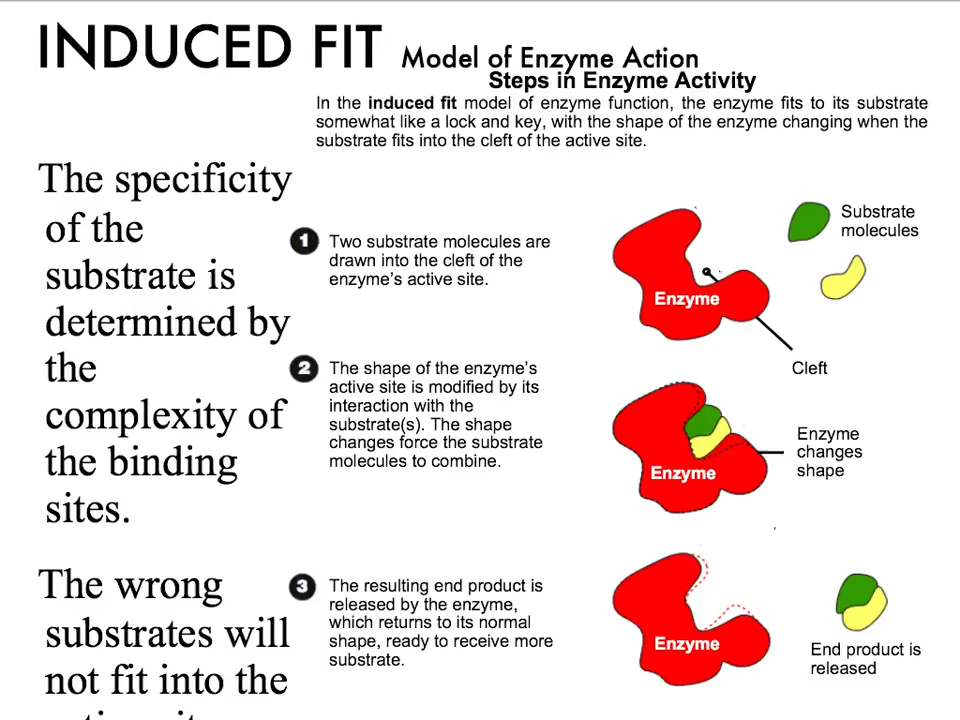 INDUCED FIT Model of Enzyme Action
Steps in Enzyme Activity
In the induced fit model of enzyme function, the enzyme fits to its substrate
somewhat like a lock and key, with the shape of the enzyme changing when the
substrate fits into the cleft of the active site.
The specificity
of the
substrate is
determined by
the
complexity of
the binding
sites.
The wrong
substrates will
not fit into the
1
Two substrate molecules are
drawn into the cleft of the
enzyme's active site.
Enzyme
Substrate
molecules
Cleft
2
The shape of the enzyme's
active site is modified by its
interaction with the
substrate(s). The shape
changes force the substrate
molecules to combine.
Enzyme
Enzyme
changes
shape
3
The resulting end product is
released by the enzyme,
which returns to its normal
shape, ready to receive more
substrate.
Enzyme
End product is
released